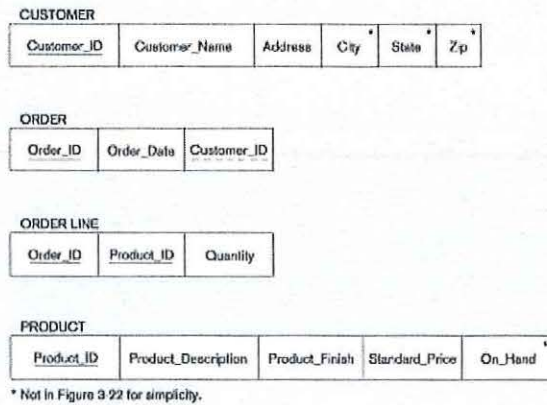 CUSTOMER
Customer_ID Customer_Name Address City * State * Zip *
ORDER
Order_ID Order_Date Customer_ID
ORDER LINE
Order_ID Product_ID Quantity
PRODUCT
Product_ID Product_Description Product_Finish Standard_Price On_Hand *
* Not in Figure 3-22 for simplicity.